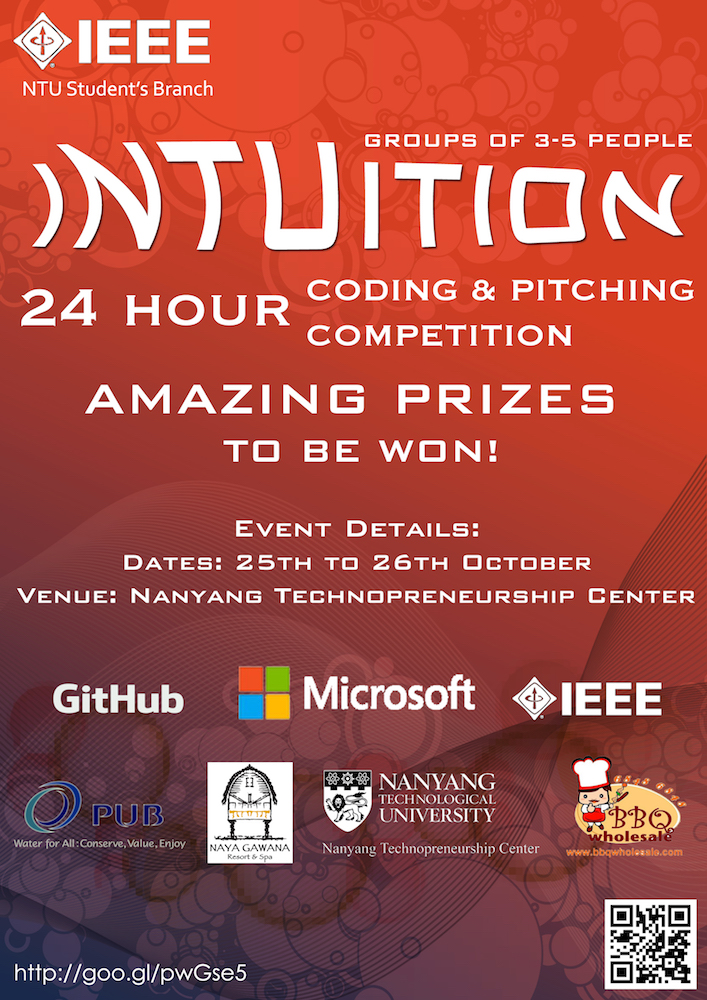 IEEE
NTU Student's Branch
GROUPS OF 3-5 PEOPLE
INTUITION
24 HOUR
CODING & PITCHING
COMPETITION
AMAZING PRIZES
TO BE WON!
EVENT DETAILS:
DATES: 25TH TO 26TH OCTOBER
VENUE: NANYANG TECHNOPRENEURSHIP CENTER
GitHub
Microsoft
IEEE
PUB
Water for All: Conserve, Value, Enjoy
NAYA GAWANA
Resort & Spa
NANYANG
TECHNOLOGICAL
UNIVERSITY
Nanyang Technopreneurship Center
BBQ
wholesale
www.bbqwholesale.com
http://goo.gl/pwGse5